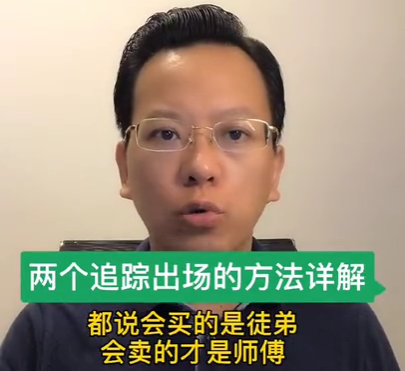 两个追踪出场的方法详解
都说会买的是徒弟
会卖的才是师傅